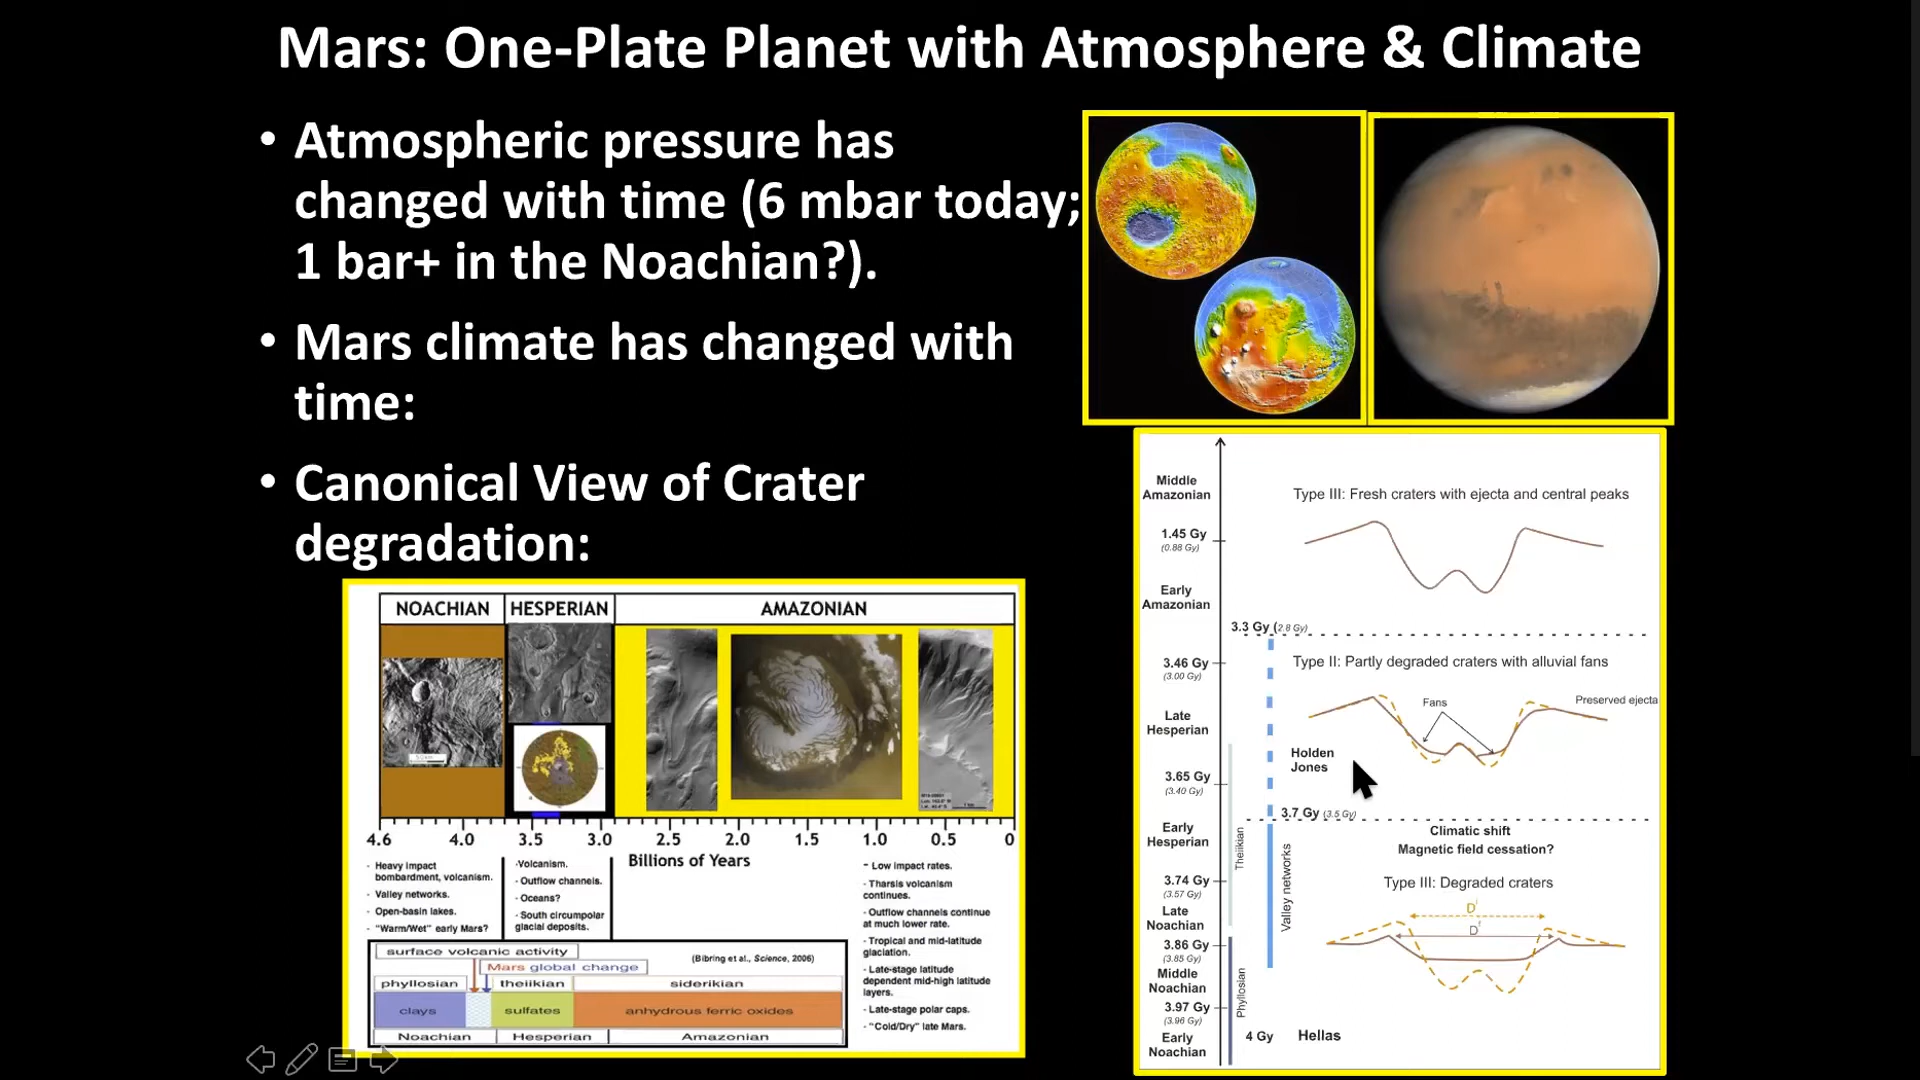 Mars: One-Plate Planet with Atmosphere & Climate
• Atmospheric pressure has
changed with time (6 mbar today;
1 bar+ in the Noachian?).
• Mars climate has changed with
time:
• Canonical View of Crater
degradation:
NOACHIAN
HESPERIAN
AMAZONIAN
4.6 4.0 3.5 3.0 2.5 2.0 1.5 1.0 0.5 0
Billions of Years
- Heavy impact
bombardment, volcanism.
- Valley networks.
- Open-basin lakes.
- "Warm/Wet" early Mars?
-Volcanism.
- Outflow channels.
- Oceans?
- South circumpolar
glacial deposits.
- Low impact rates.
- Tharsis volcanism
continues.
- Outflow channels continue
at much lower rate.
- Tropical and mid-latitude
glaciation.
- Late-stage latitude
dependent mid-high latitude
layers.
- Late-stage polar caps.
- "Cold/Dry" late Mars.
surface volcanic activity
Mars global change
(Bibring et al., Science, 2006)
phyllosian
theiikian
siderikian
clays
sulfates
anhydrous ferric oxides
Noachian
Hesperian
Amazonian
Middle
Amazonian
Type III: Fresh craters with ejecta and central peaks
1.45 Gy
(0.88 Gy)
Early
Amazonian
3.3 Gy (2.8 Gy)
3.46 Gy
(3.00 Gy)
Type II: Partly degraded craters with alluvial fans
Fans
Preserved ejecta
Late
Hesperian
Holden
Jones
3.65 Gy
(3.40 Gy)
3.7 Gy (3.5 Gy)
Early
Hesperian
Theiikian
Valley networks
Climatic shift
Magnetic field cessation?
3.74 Gy
(3.57 Gy)
Type III: Degraded craters
Late
Noachian
D
D
3.86 Gy
(3.85 Gy)
Middle
Noachian
Phyllosian
3.97 Gy
(3.96 Gy)
Early
Noachian
4 Gy
Hellas